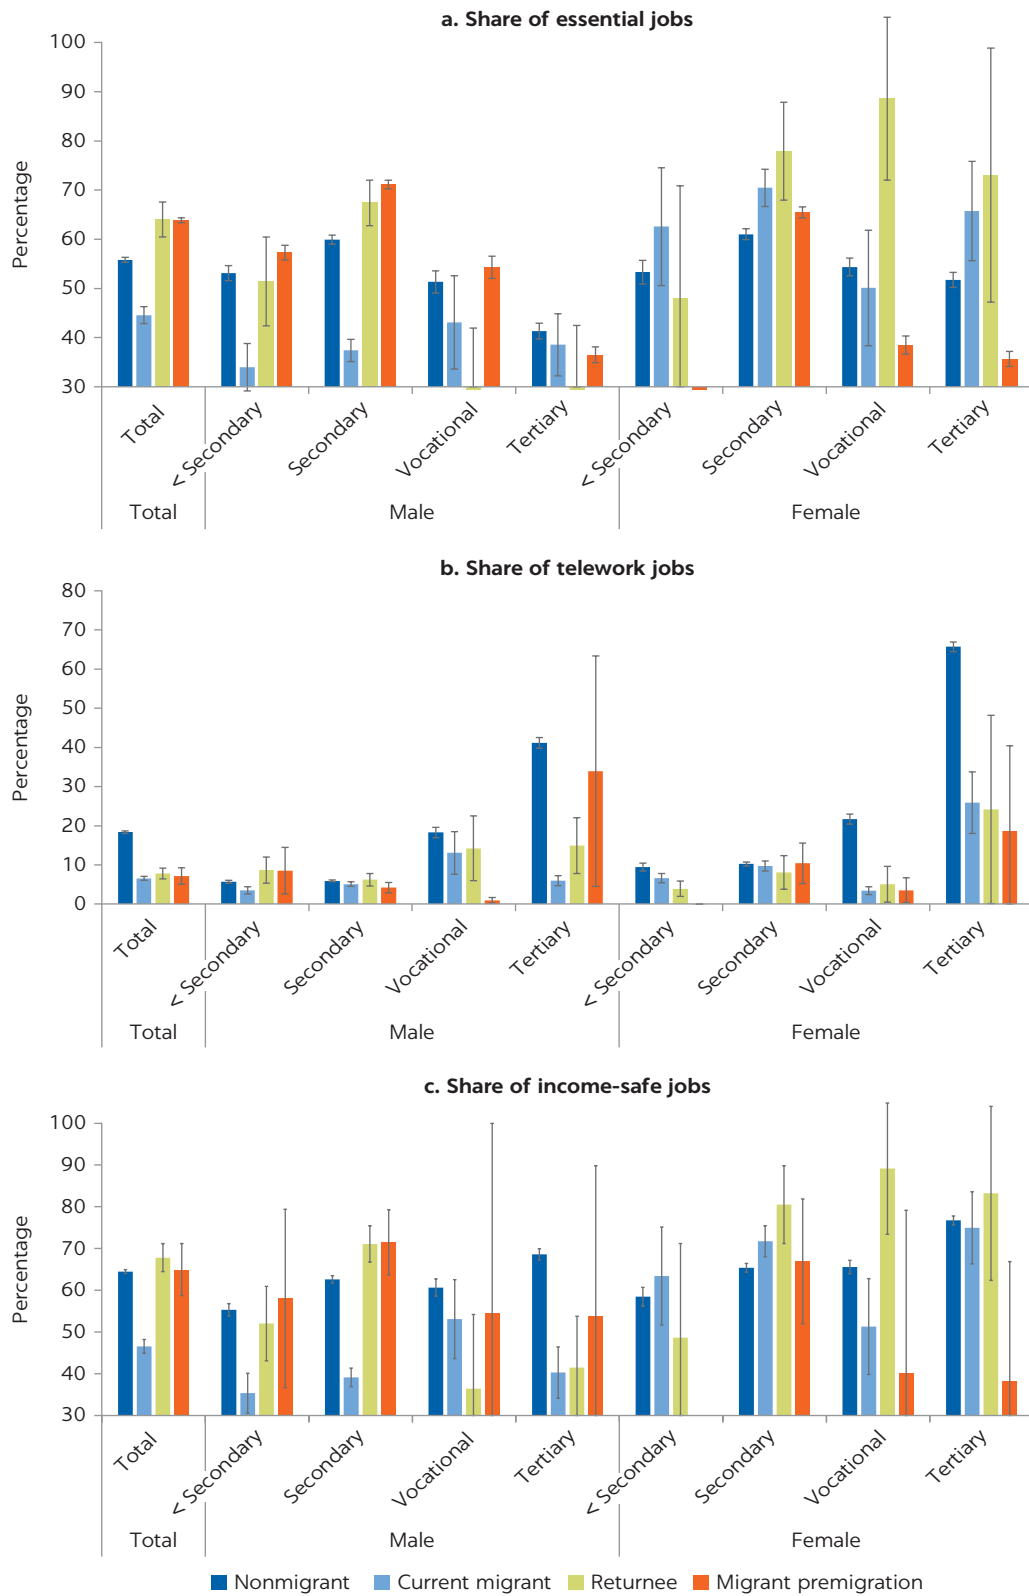 a. Share of essential jobs
Percentage
100
90
80
70
60
50
40
30
Total
< Secondary
Secondary
Vocational
Tertiary
< Secondary
Secondary
Vocational
Tertiary
Total
Male
Female
b. Share of telework jobs
Percentage
80
70
60
50
40
30
20
10
0
Total
< Secondary
Secondary
Vocational
Tertiary
< Secondary
Secondary
Vocational
Tertiary
Total
Male
Female
c. Share of income-safe jobs
Percentage
100
90
80
70
60
50
40
30
Total
< Secondary
Secondary
Vocational
Tertiary
< Secondary
Secondary
Vocational
Tertiary
Total
Male
Female
Nonmigrant Current migrant Returnee Migrant premigration